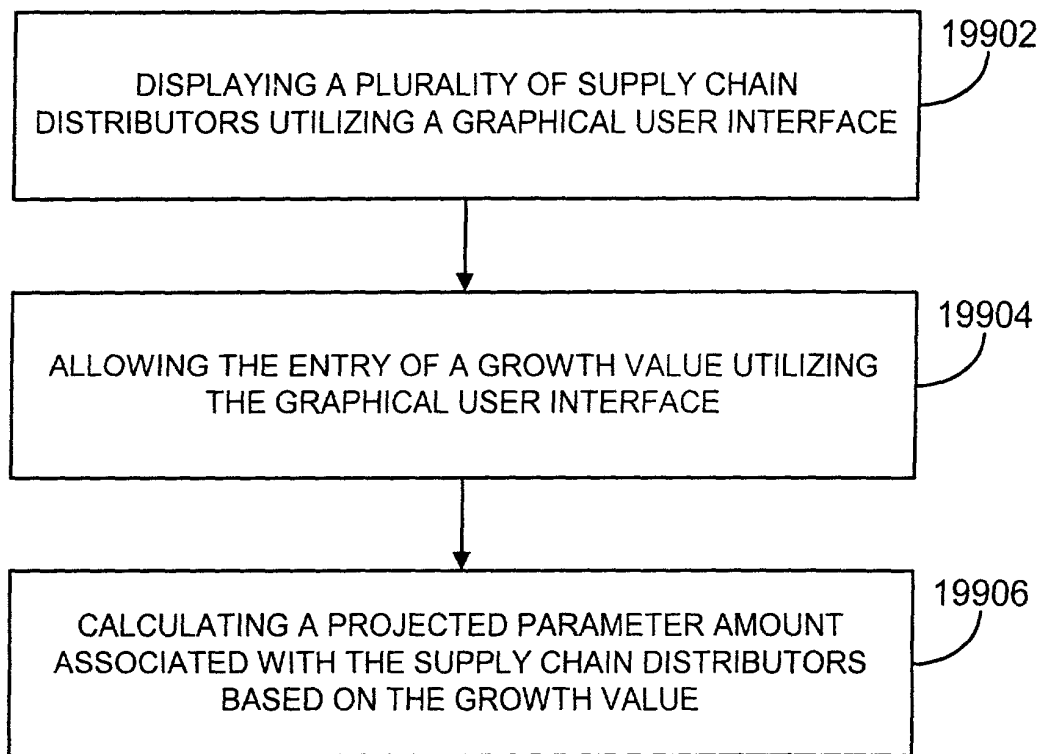 19902
DISPLAYING A PLURALITY OF SUPPLY CHAIN
DISTRIBUTORS UTILIZING A GRAPHICAL USER INTERFACE
19904
ALLOWING THE ENTRY OF A GROWTH VALUE UTILIZING
THE GRAPHICAL USER INTERFACE
19906
CALCULATING A PROJECTED PARAMETER AMOUNT
ASSOCIATED WITH THE SUPPLY CHAIN DISTRIBUTORS
BASED ON THE GROWTH VALUE